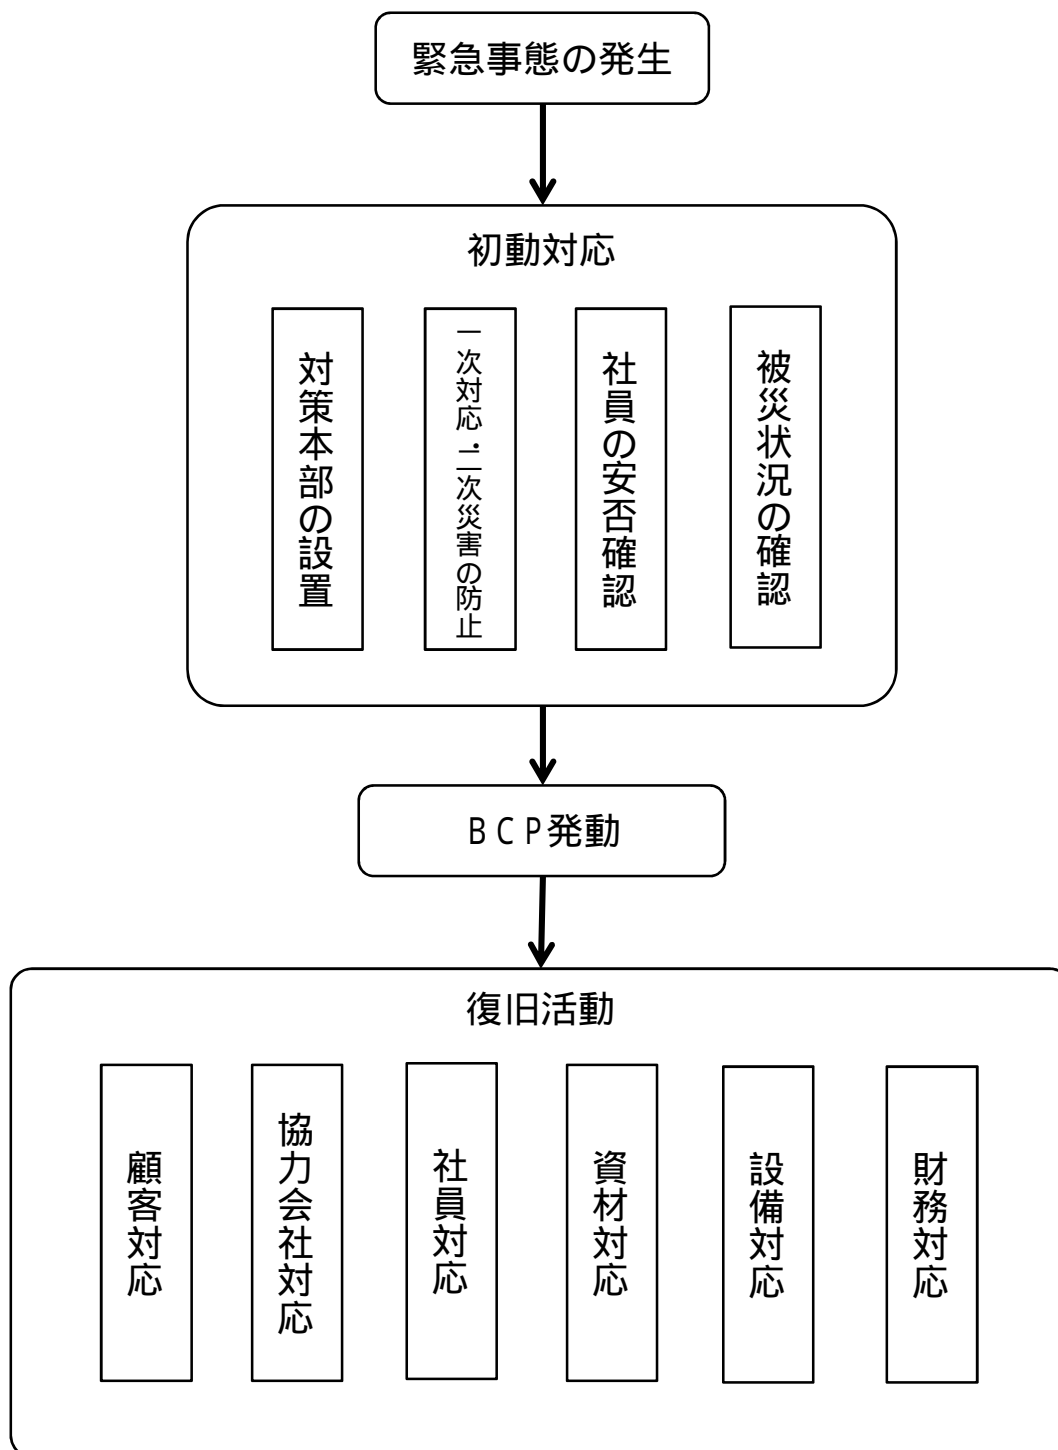 緊急事態の発生
初動対応
対策本部の設置
一次対応・二次災害の防止
社員の安否確認
被災状況の確認
BCP発動
復旧活動
顧客対応
協力会社対応
社員対応
資材対応
設備対応
財務対応